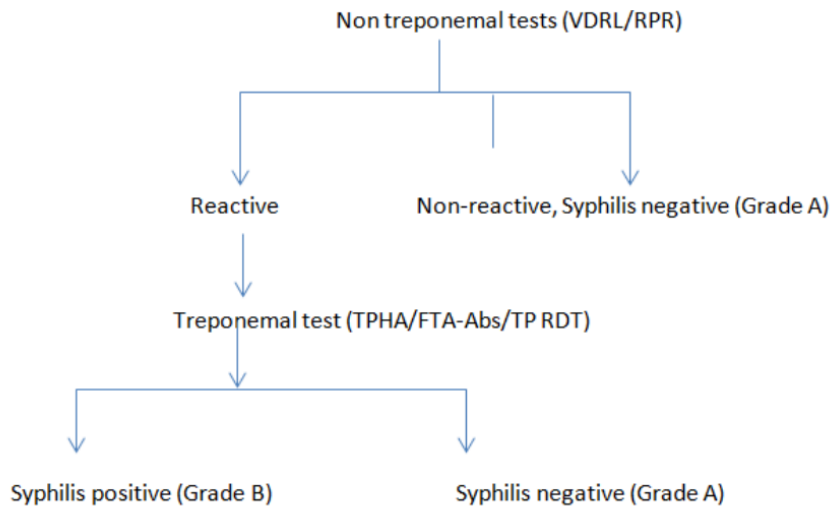 Non treponemal tests (VDRL/RPR)
Reactive
Non-reactive, Syphilis negative (Grade A)
Treponemal test (TPHA/FTA-Abs/TP RDT)
Syphilis positive (Grade B)
Syphilis negative (Grade A)